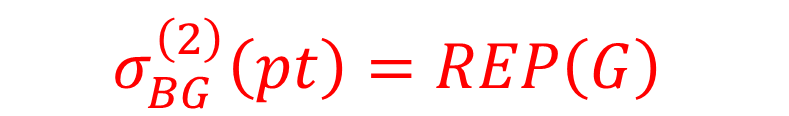 σ_{BG}^{(2)}(pt) = REP(G)